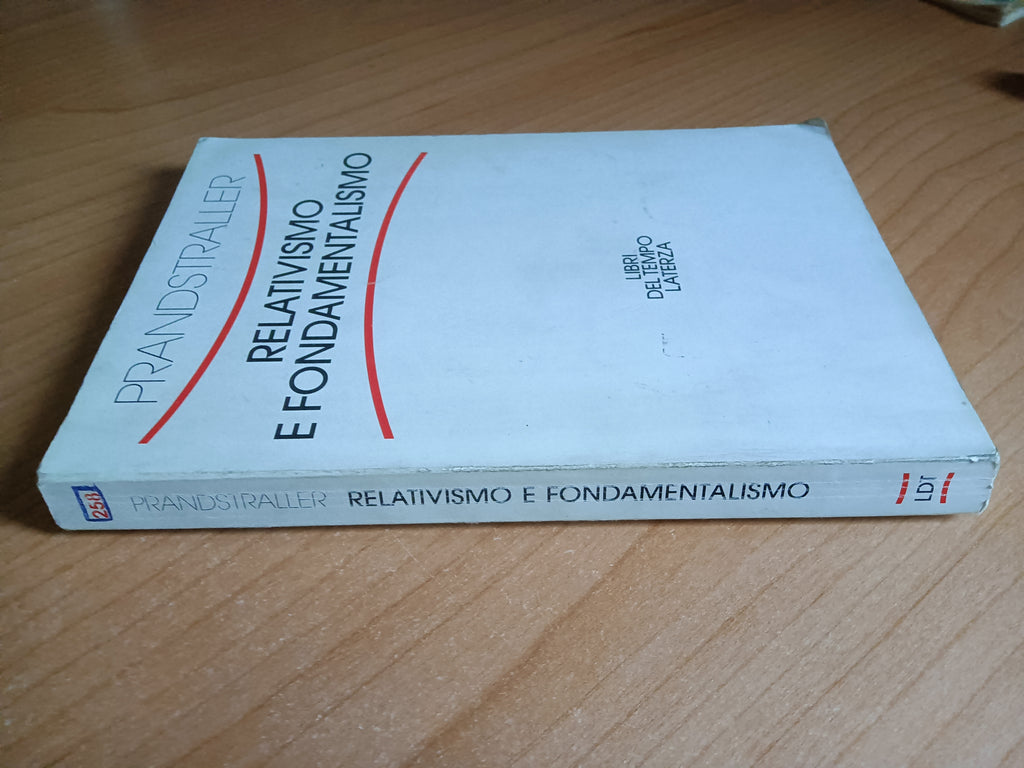 PRANDSTRALLER
RELATIVISMO
E FONDAMENTALISMO
LIBRI
DEL TEMPO
LATERZA
258
PRANDSTRALLER RELATIVISMO E FONDAMENTALISMO
LDT